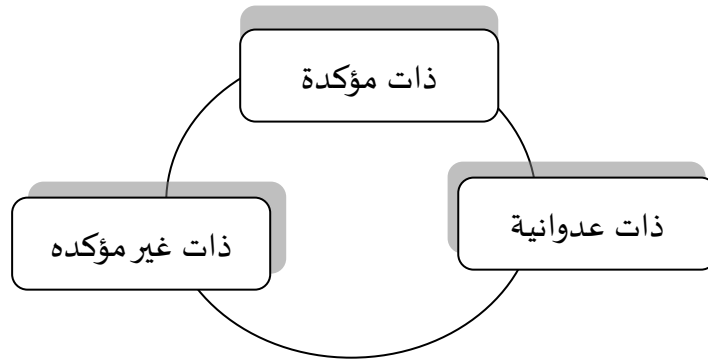 ذات مؤكدة
ذات عدوانية
ذات غير مؤكده